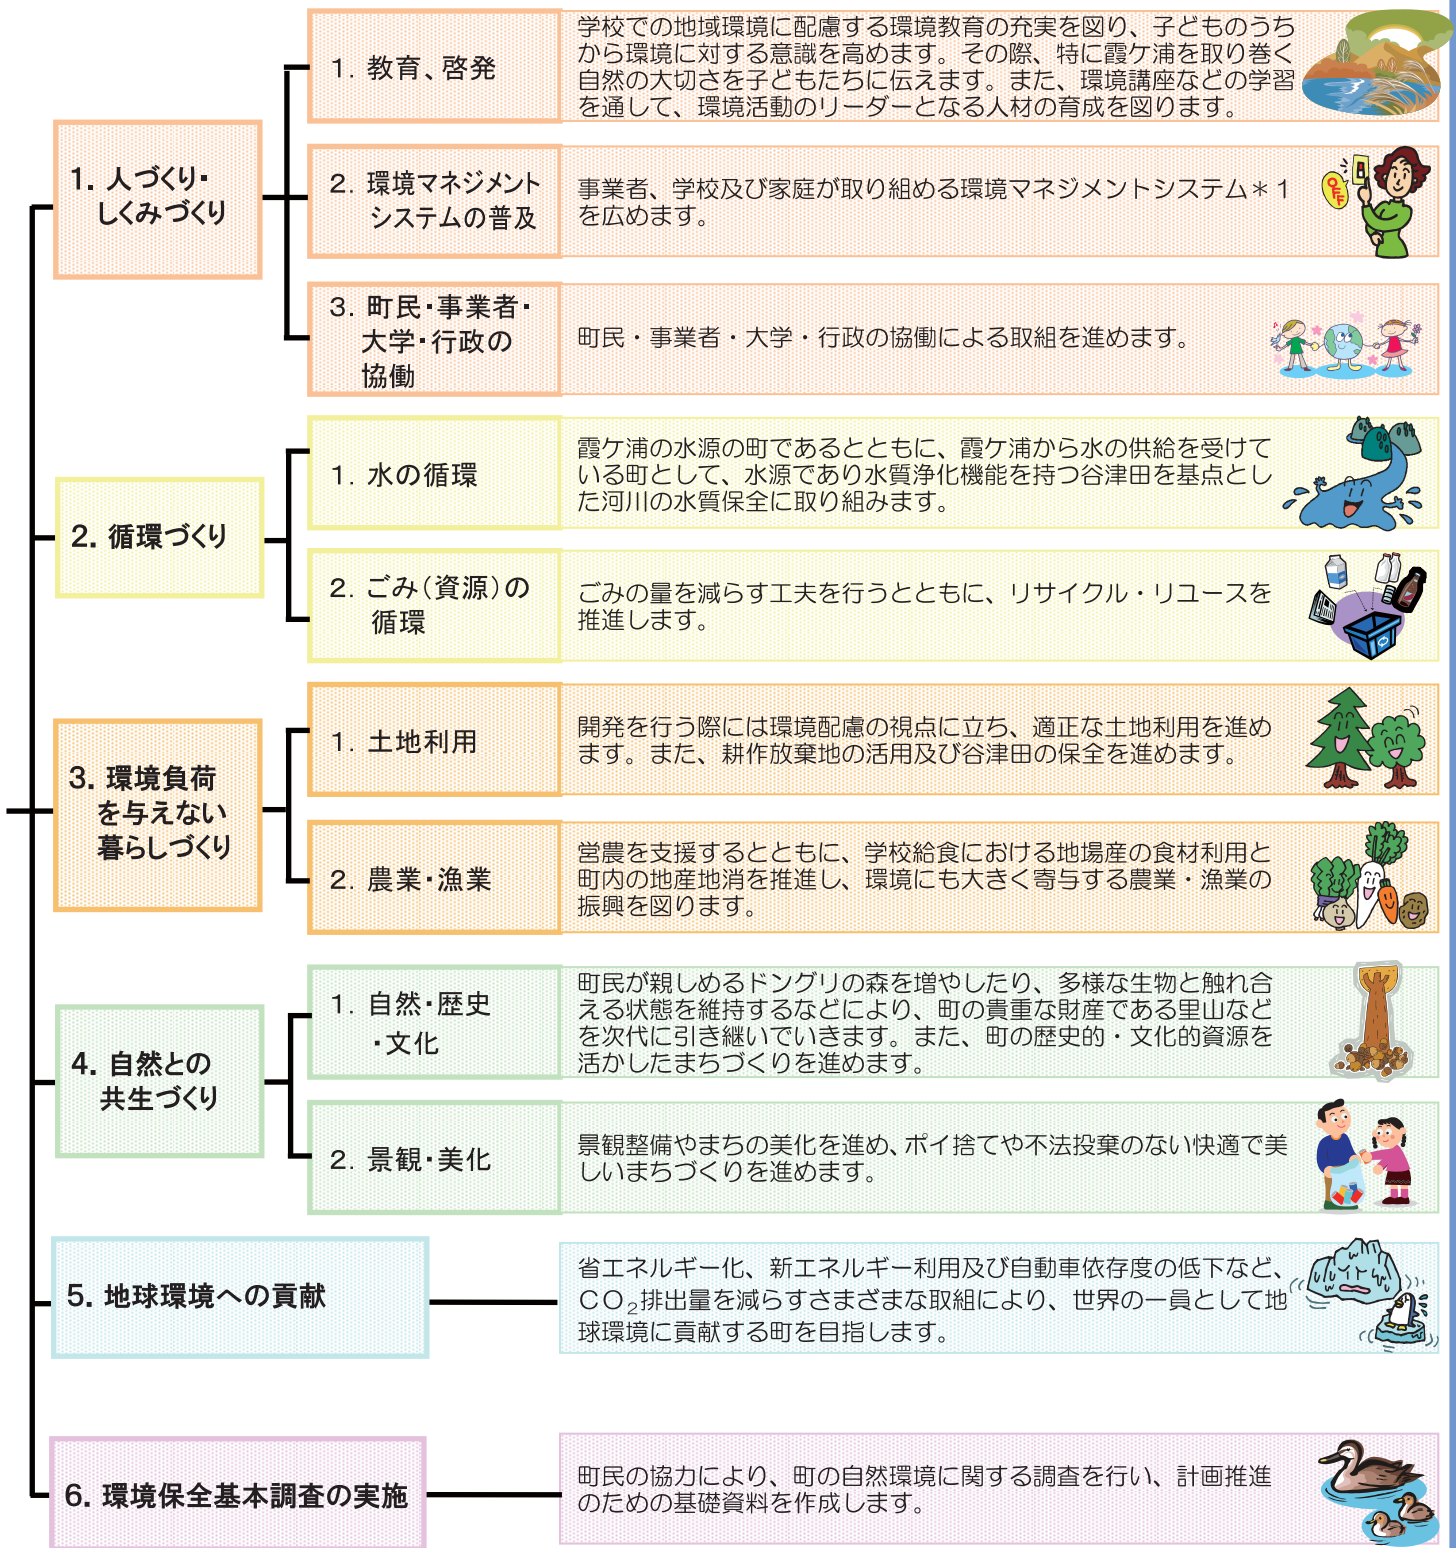 1. 人づくり・
しくみづくり
1. 教育、啓発
学校での地域環境に配慮する環境教育の充実を図り、子どものうち
から環境に対する意識を高めます。その際、特に霞ケ浦を取り巻く
自然の大切さを子どもたちに伝えます。また、環境講座などの学習
を通して、環境活動のリーダーとなる人材の育成を図ります。
2. 環境マネジメント
システムの普及
事業者、学校及び家庭が取り組める環境マネジメントシステム＊1
を広めます。
OFF
3. 町民・事業者・
大学・行政の
協働
町民・事業者・大学・行政の協働による取組を進めます。
2. 循環づくり
1. 水の循環
霞ケ浦の水源の町であるとともに、霞ケ浦から水の供給を受けて
いる町として、水源であり水質浄化機能を持つ谷津田を基点とし
た河川の水質保全に取り組みます。
2. ごみ（資源）の
循環
ごみの量を減らす工夫を行うとともに、リサイクル・リユースを
推進します。
3. 環境負荷
を与えない
暮らしづくり
1. 土地利用
開発を行う際には環境配慮の視点に立ち、適正な土地利用を進め
ます。また、耕作放棄地の活用及び谷津田の保全を進めます。
2. 農業・漁業
営農を支援するとともに、学校給食における地場産の食材利用と
町内の地産地消を推進し、環境にも大きく寄与する農業・漁業の
振興を図ります。
4. 自然との
共生づくり
1. 自然・歴史
・文化
町民が親しめるドングリの森を増やしたり、多様な生物と触れ合
える状態を維持するなどにより、町の貴重な財産である里山など
を次代に引き継いでいきます。また、町の歴史的・文化的資源を
活かしたまちづくりを進めます。
2. 景観・美化
景観整備やまちの美化を進め、ポイ捨てや不法投棄のない快適で美
しいまちづくりを進めます。
5. 地球環境への貢献
省エネルギー化、新エネルギー利用及び自動車依存度の低下など、
CO₂排出量を減らすさまざまな取組により、世界の一員として地
球環境に貢献する町を目指します。
6. 環境保全基本調査の実施
町民の協力により、町の自然環境に関する調査を行い、計画推進
のための基礎資料を作成します。